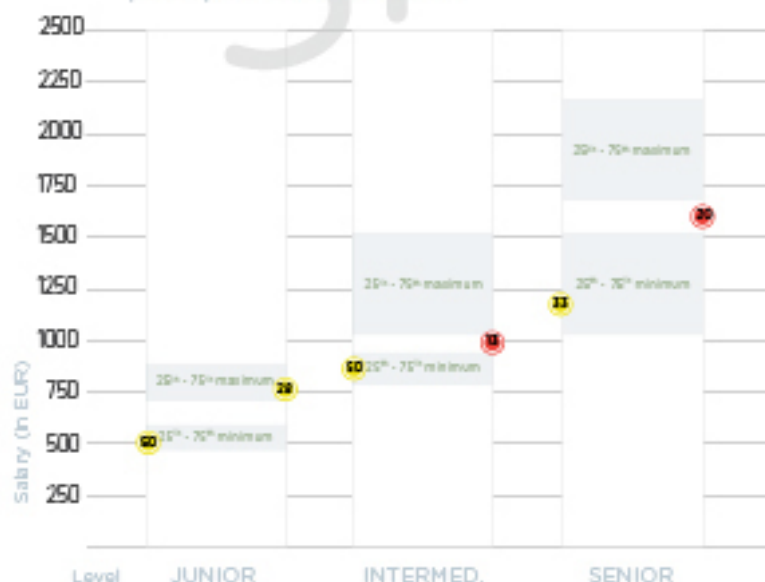 2500
2250
2000
25th - 75th maximum
1750
20
1500
1250
25th - 75th maximum
25th - 75th minimum
33
1000
13
750
25th - 75th maximum
28
50
25th - 75th minimum
500
50
25th - 75th minimum
250
Salary (in EUR)
Level JUNIOR INTERMED. SENIOR